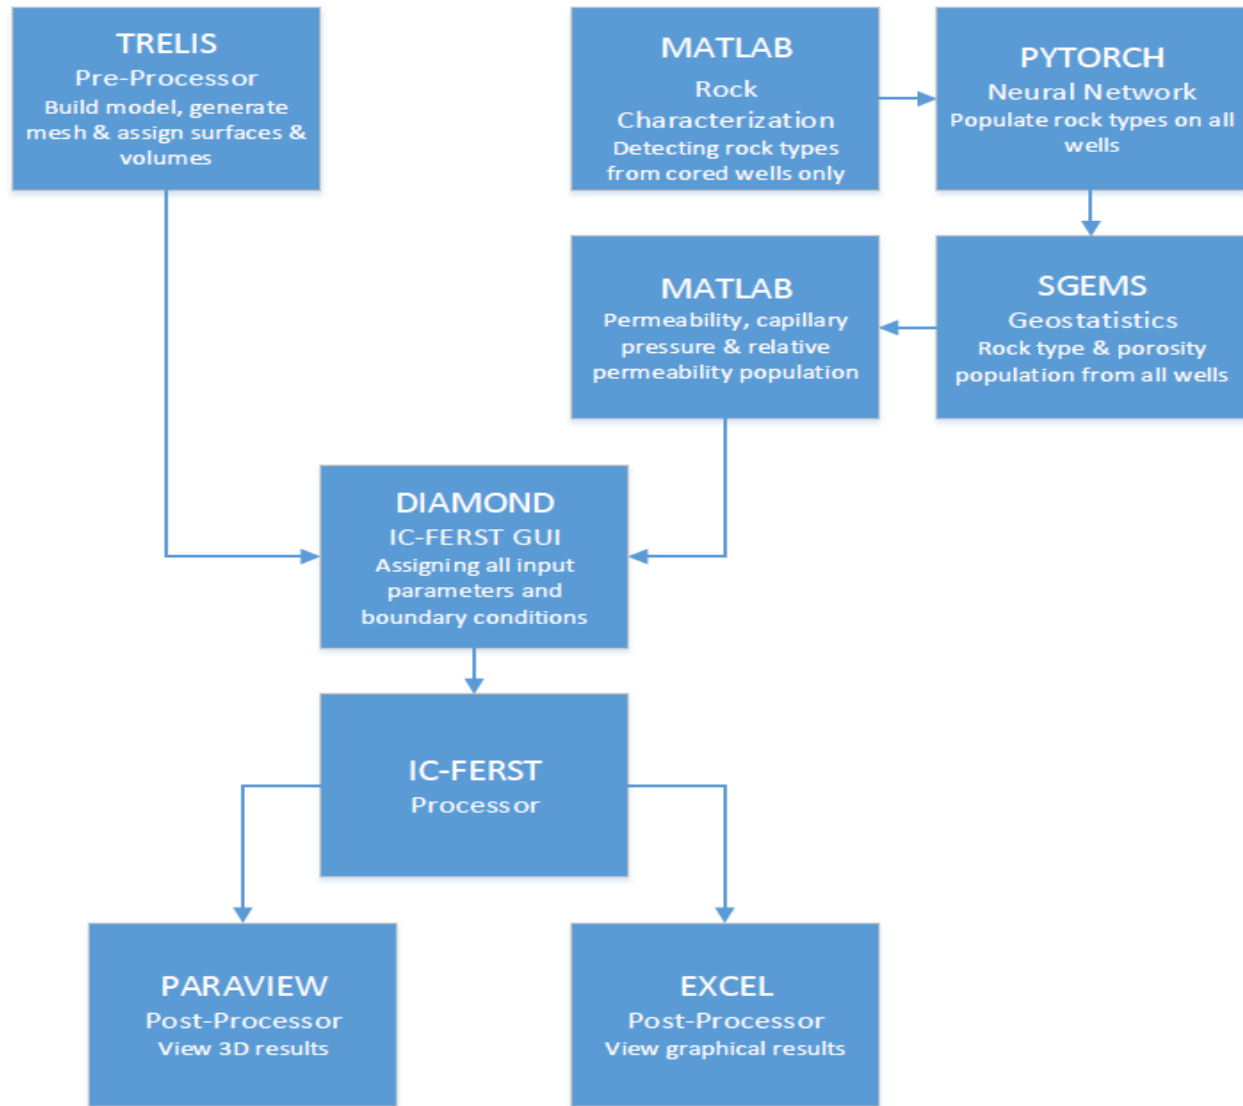 TRELIS
Pre-Processor
Build model, generate
mesh & assign surfaces &
volumes
MATLAB
Rock
Characterization
Detecting rock types
from cored wells only
PYTORCH
Neural Network
Populate rock types on all
wells
MATLAB
Permeability, capillary
pressure & relative
permeability population
SGEMS
Geostatistics
Rock type & porosity
population from all wells
DIAMOND
IC-FERST GUI
Assigning all input
parameters and
boundary conditions
IC-FERST
Processor
PARAVIEW
Post-Processor
View 3D results
EXCEL
Post-Processor
View graphical results